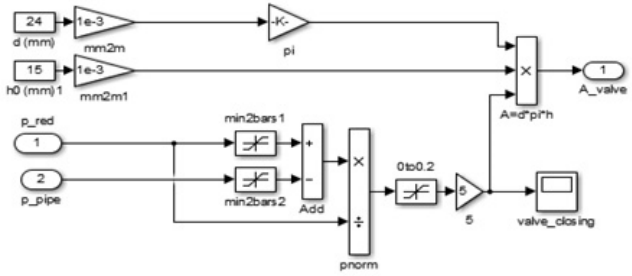 24
1e-3
-K-
d (mm)
mm2m
pi
15
1e-3
×
1
h0 (mm)1
mm2m1
A=d*pi*h
A_valve
p_red
min2bars1
1
+
×
2
−
0to0.2
5
p_pipe
min2bars2
Add
÷
5
valve_closing
pnorm